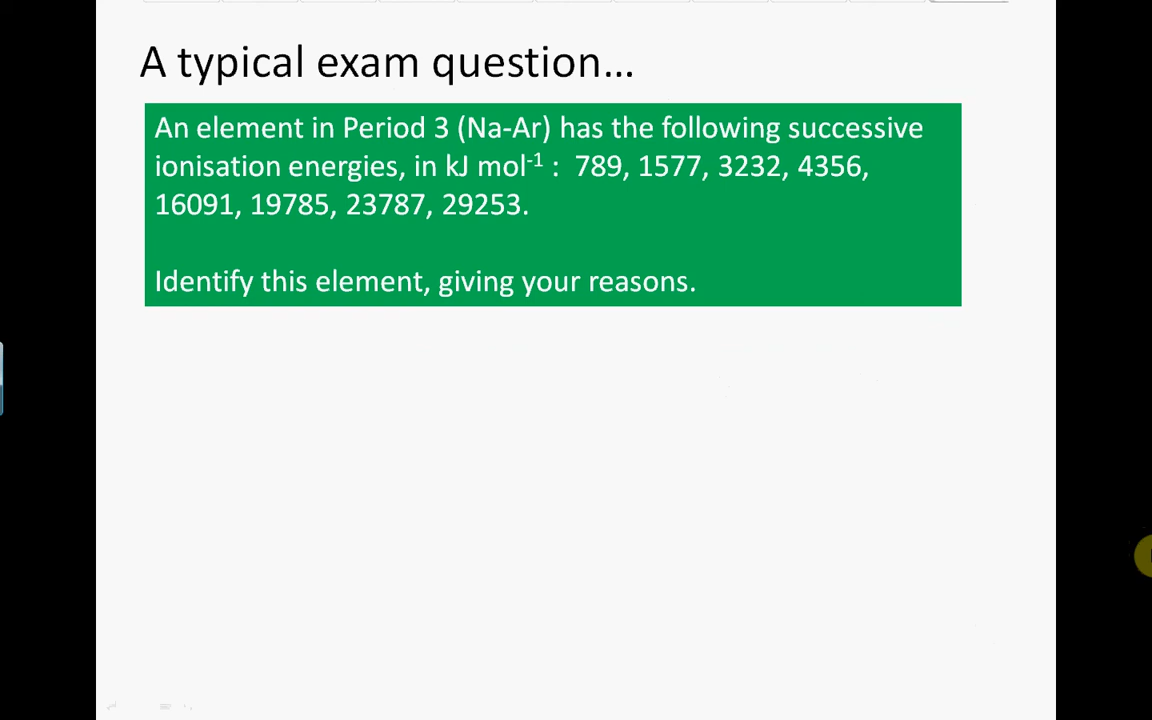 A typical exam question...
An element in Period 3 (Na-Ar) has the following successive
ionisation energies, in kJ mol⁻¹ :  789, 1577, 3232, 4356,
16091, 19785, 23787, 29253.
Identify this element, giving your reasons.